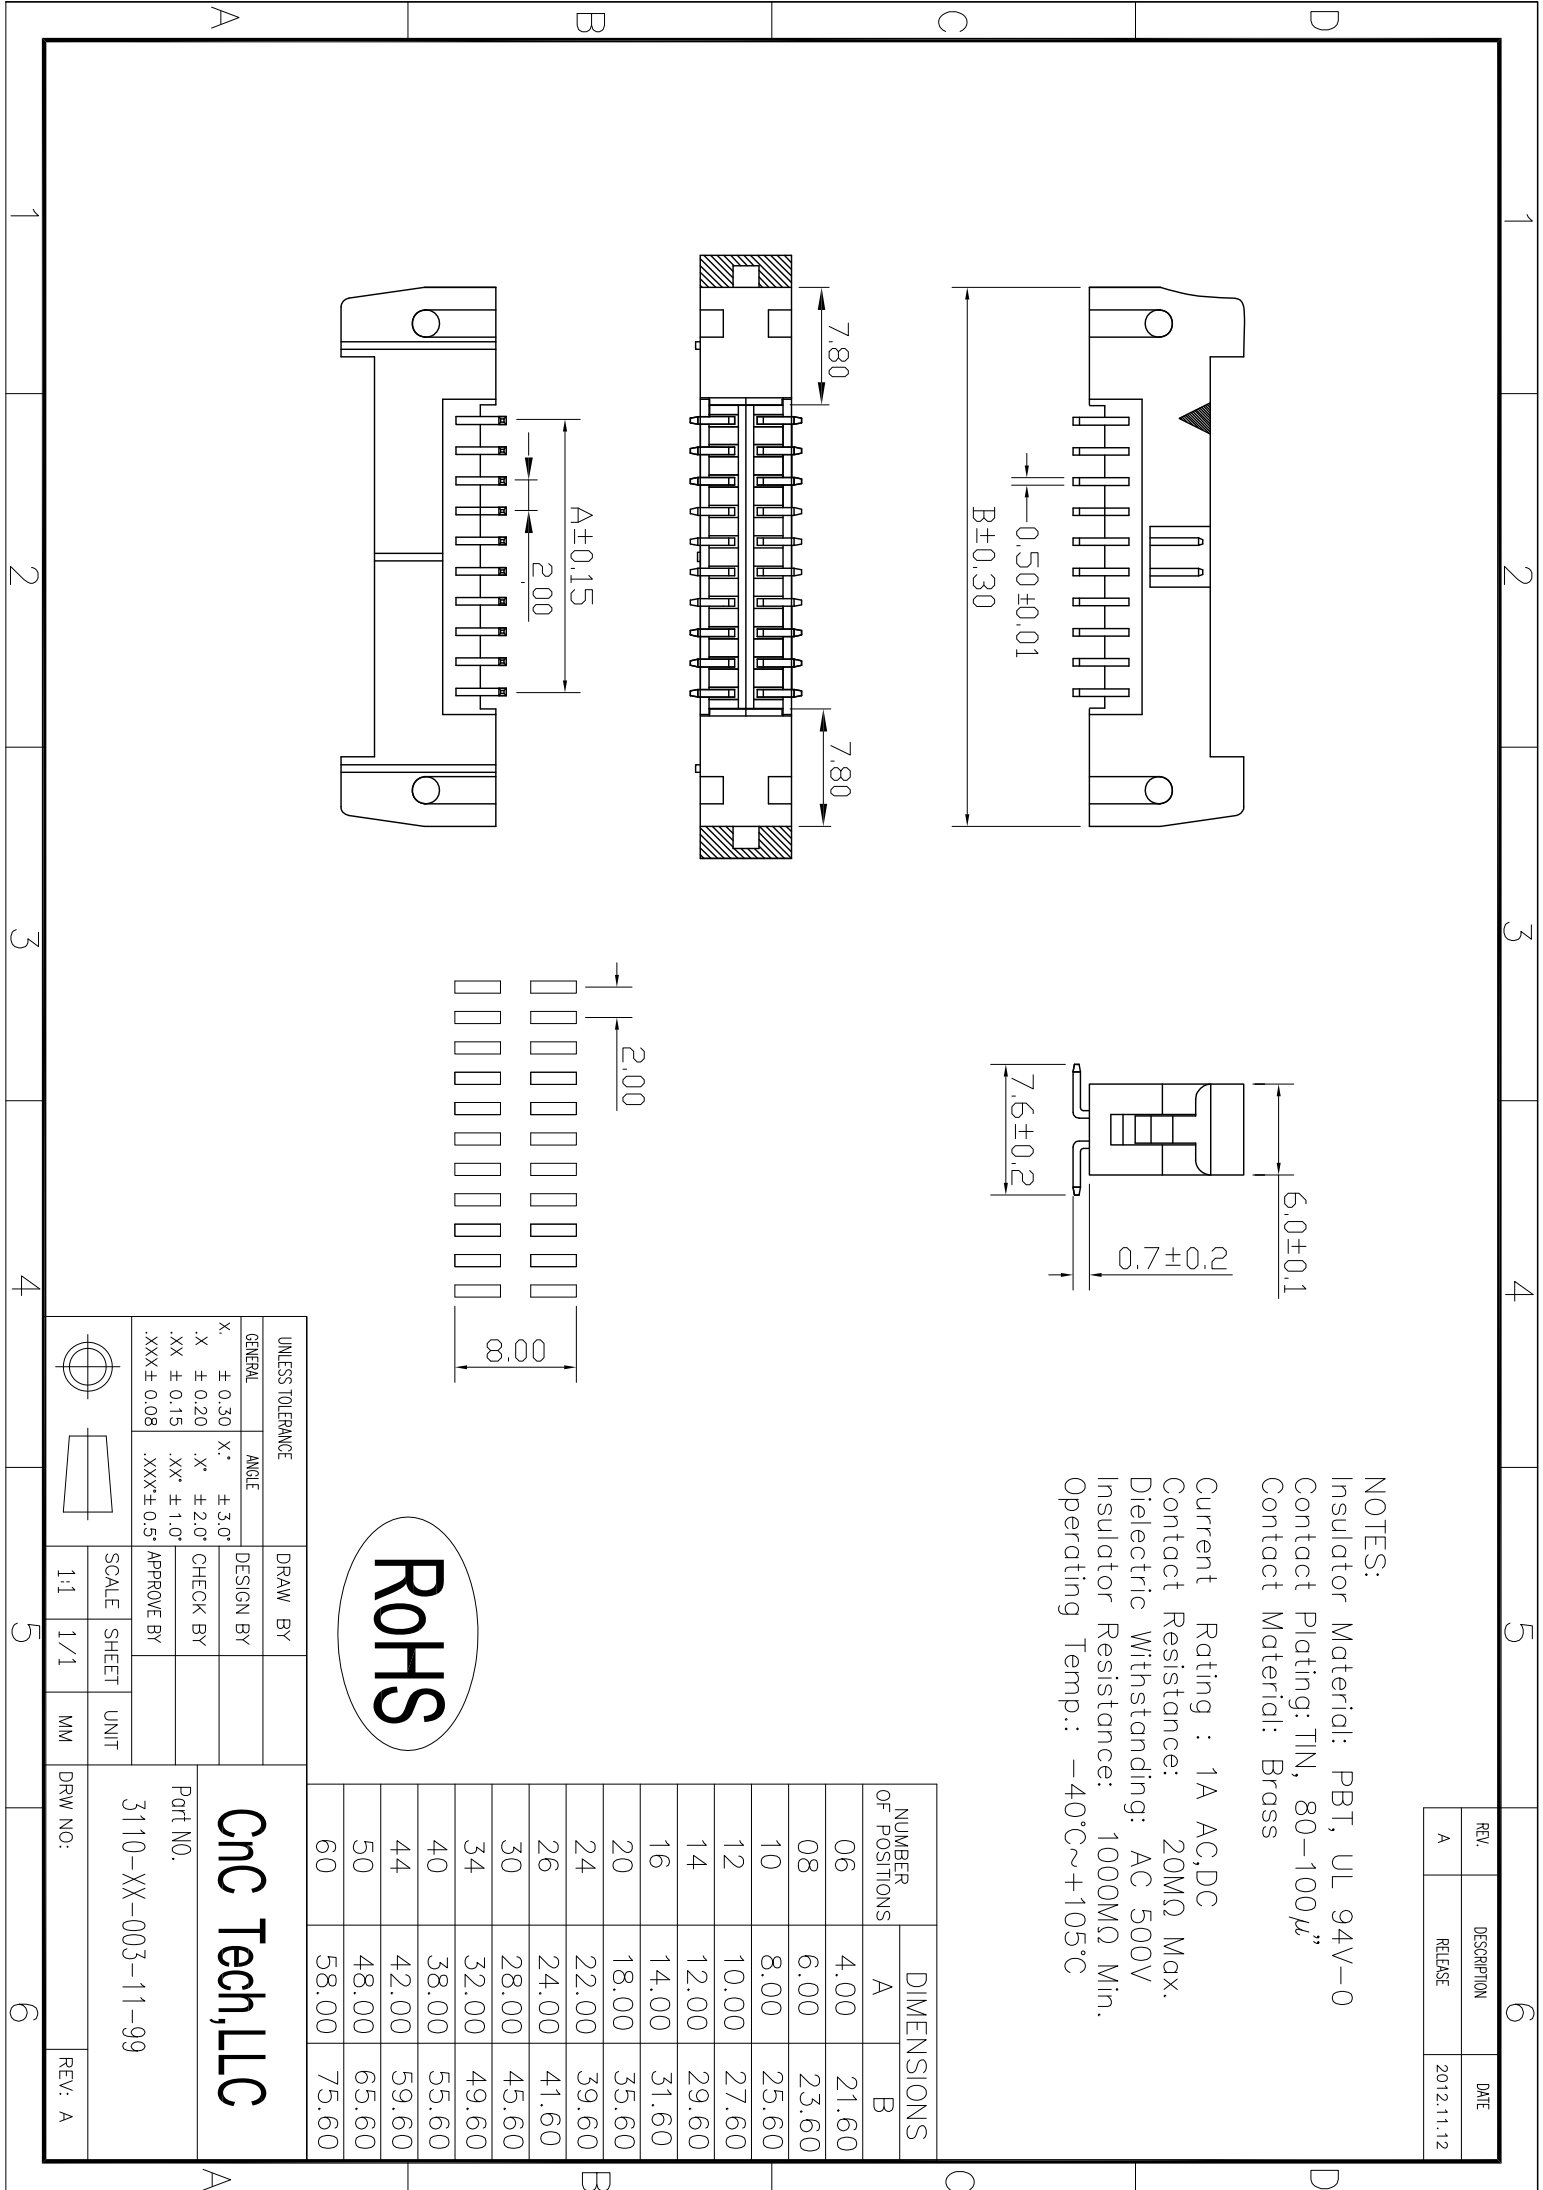 1
2
3
4
5
6
D
C
B
A
REV.
DESCRIPTION
DATE
A
RELEASE
2012.11.12
NOTES:
Insulator Material: PBT, UL 94V-0
Contact Plating: TIN, 80-100μ"
Contact Material: Brass
Current Rating : 1A AC,DC
Contact Resistance: 20MΩ Max.
Dielectric Withstanding: AC 500V
Insulator Resistance: 1000MΩ Min.
Operating Temp.: -40°C~+105°C
0.50±0.01
B±0.30
6.0±0.1
0.7±0.2
7.6±0.2
7.80
7.80
A±0.15
2.00
2.00
8.00
NUMBER OF POSITIONS
DIMENSIONS
A B
06 4.00 21.60
08 6.00 23.60
10 8.00 25.60
12 10.00 27.60
14 12.00 29.60
16 14.00 31.60
20 18.00 35.60
24 22.00 39.60
26 24.00 41.60
30 28.00 45.60
34 32.00 49.60
40 38.00 55.60
44 42.00 59.60
50 48.00 65.60
60 58.00 75.60
RoHS
UNLESS TOLERANCE
GENERAL ANGLE
X. ± 0.30 X.° ± 3.0°
.X ± 0.20 .X° ± 2.0°
.XX ± 0.15 .XX° ± 1.0°
.XXX ± 0.08 .XXX° ± 0.5°
DRAW BY
DESIGN BY
CHECK BY
APPROVE BY
SCALE SHEET UNIT
1:1 1/1 MM
CnC Tech,LLC
Part NO.
3110-XX-003-11-99
DRW NO.:
REV: A
1
2
3
4
5
6
D
C
B
A